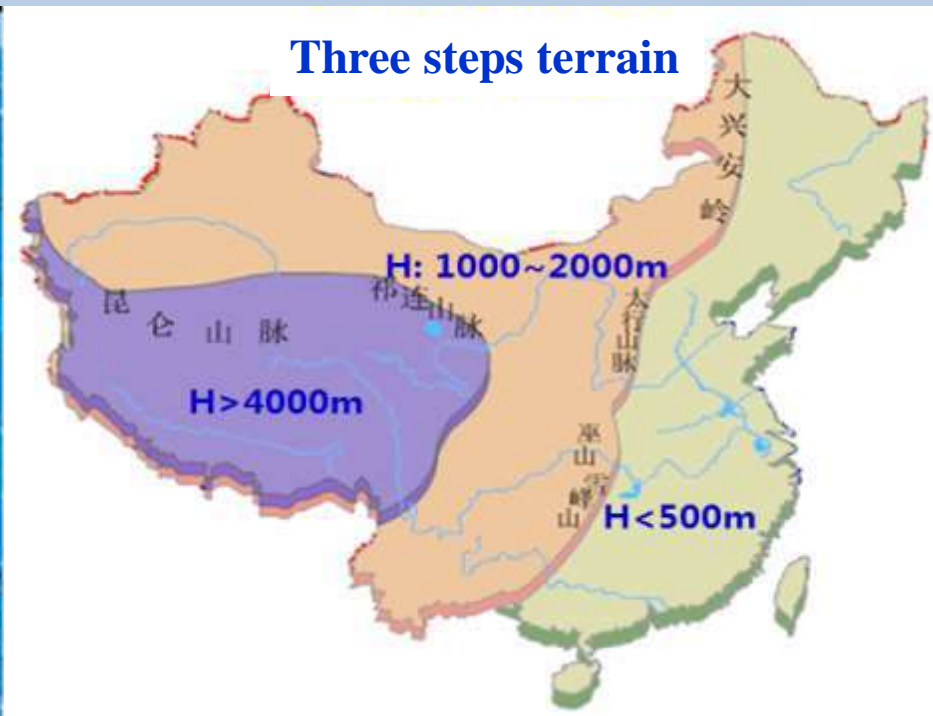 Three steps terrain
大兴安岭
H: 1000~2000m
昆仑山脉
祁连山脉
太行山脉
H>4000m
巫山
雪峰山
H<500m